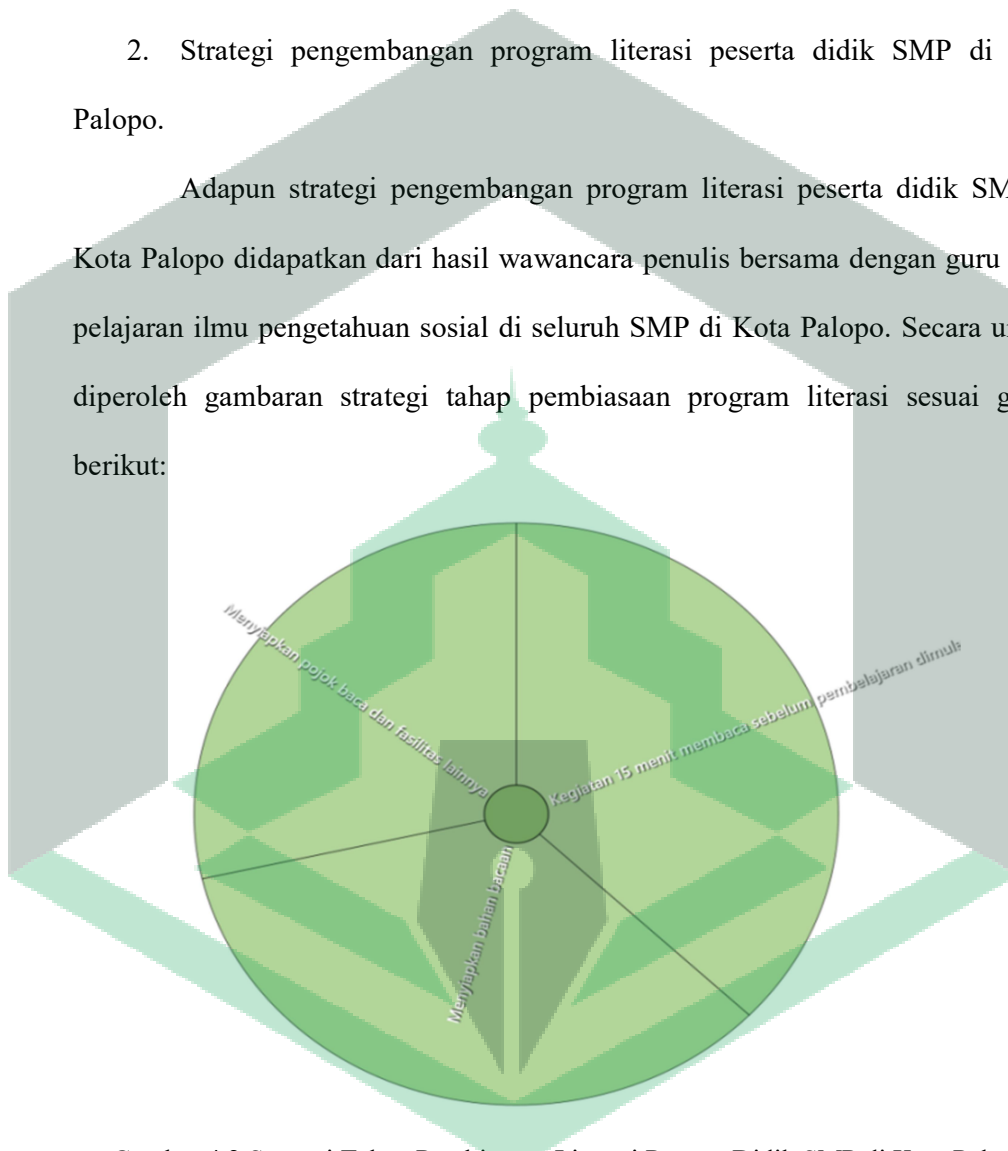 2. Strategi pengembangan program literasi peserta didik SMP di
Palopo.
Adapun strategi pengembangan program literasi peserta didik
Kota Palopo didapatkan dari hasil wawancara penulis bersama dengan guru
pelajaran ilmu pengetahuan sosial di seluruh SMP di Kota Palopo. Secara
diperoleh gambaran strategi tahap pembiasaan program literasi sesuai
berikut:
Menyiapkan pojok baca dan fasilitas lainnya
Kegiatan 15 menit membaca sebelum pembelajaran
Menyiapkan bahan bacaan